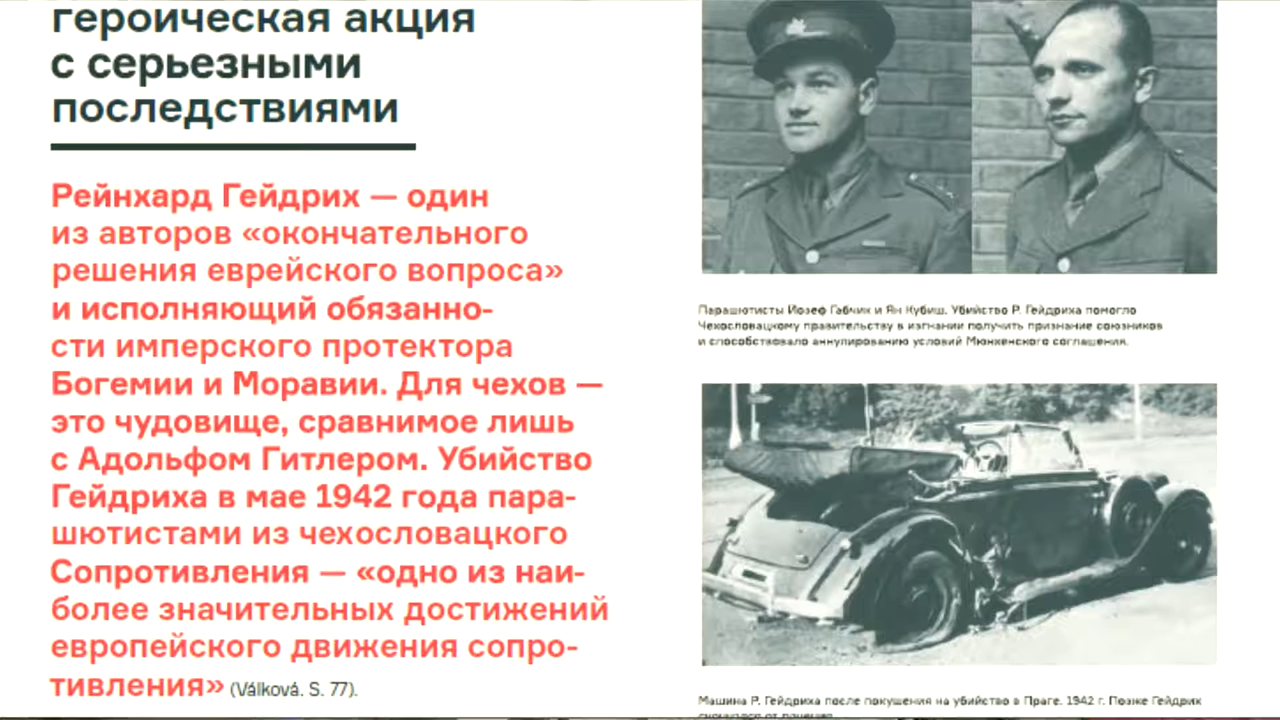 героическая акция
с серьезными
последствиями
Рейнхард Гейдрих — один
из авторов «окончательного
решения еврейского вопроса»
и исполняющий обязанно-
сти имперского протектора
Богемии и Моравии. Для чехов —
это чудовище, сравнимое лишь
с Адольфом Гитлером. Убийство
Гейдриха в мае 1942 года пара-
шютистами из чехословацкого
Сопротивления — «одно из наи-
более значительных достижений
европейского движения сопро-
тивления» (Válková. S. 77).
Парашютисты Йозеф Габчик и Ян Кубиш. Убийство Р. Гейдриха помогло
Чехословацкому правительству в изгнании получить признание союзников
и способствовало аннулированию условий Мюнхенского соглашения.
Машина Р. Гейдриха после покушения на убийство в Праге. 1942 г. Позже Гейдрих